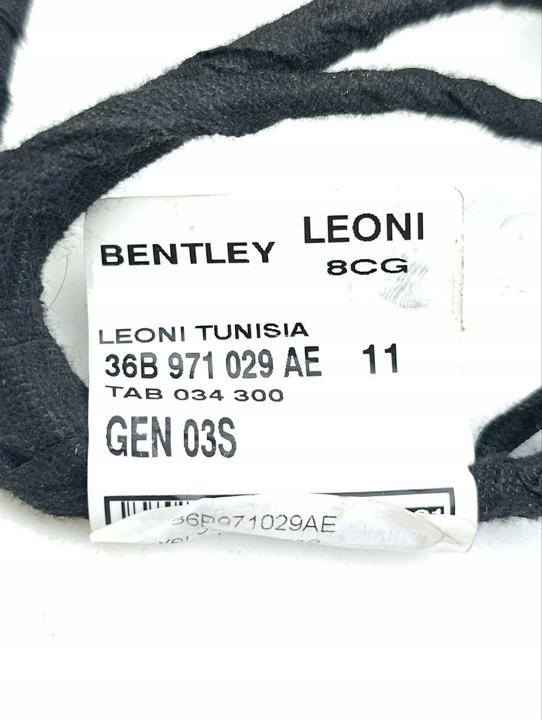 BENTLEY LEONI
8CG
LEONI TUNISIA
36B 971 029 AE 11
TAB 034 300
GEN 03S
36B971029AE